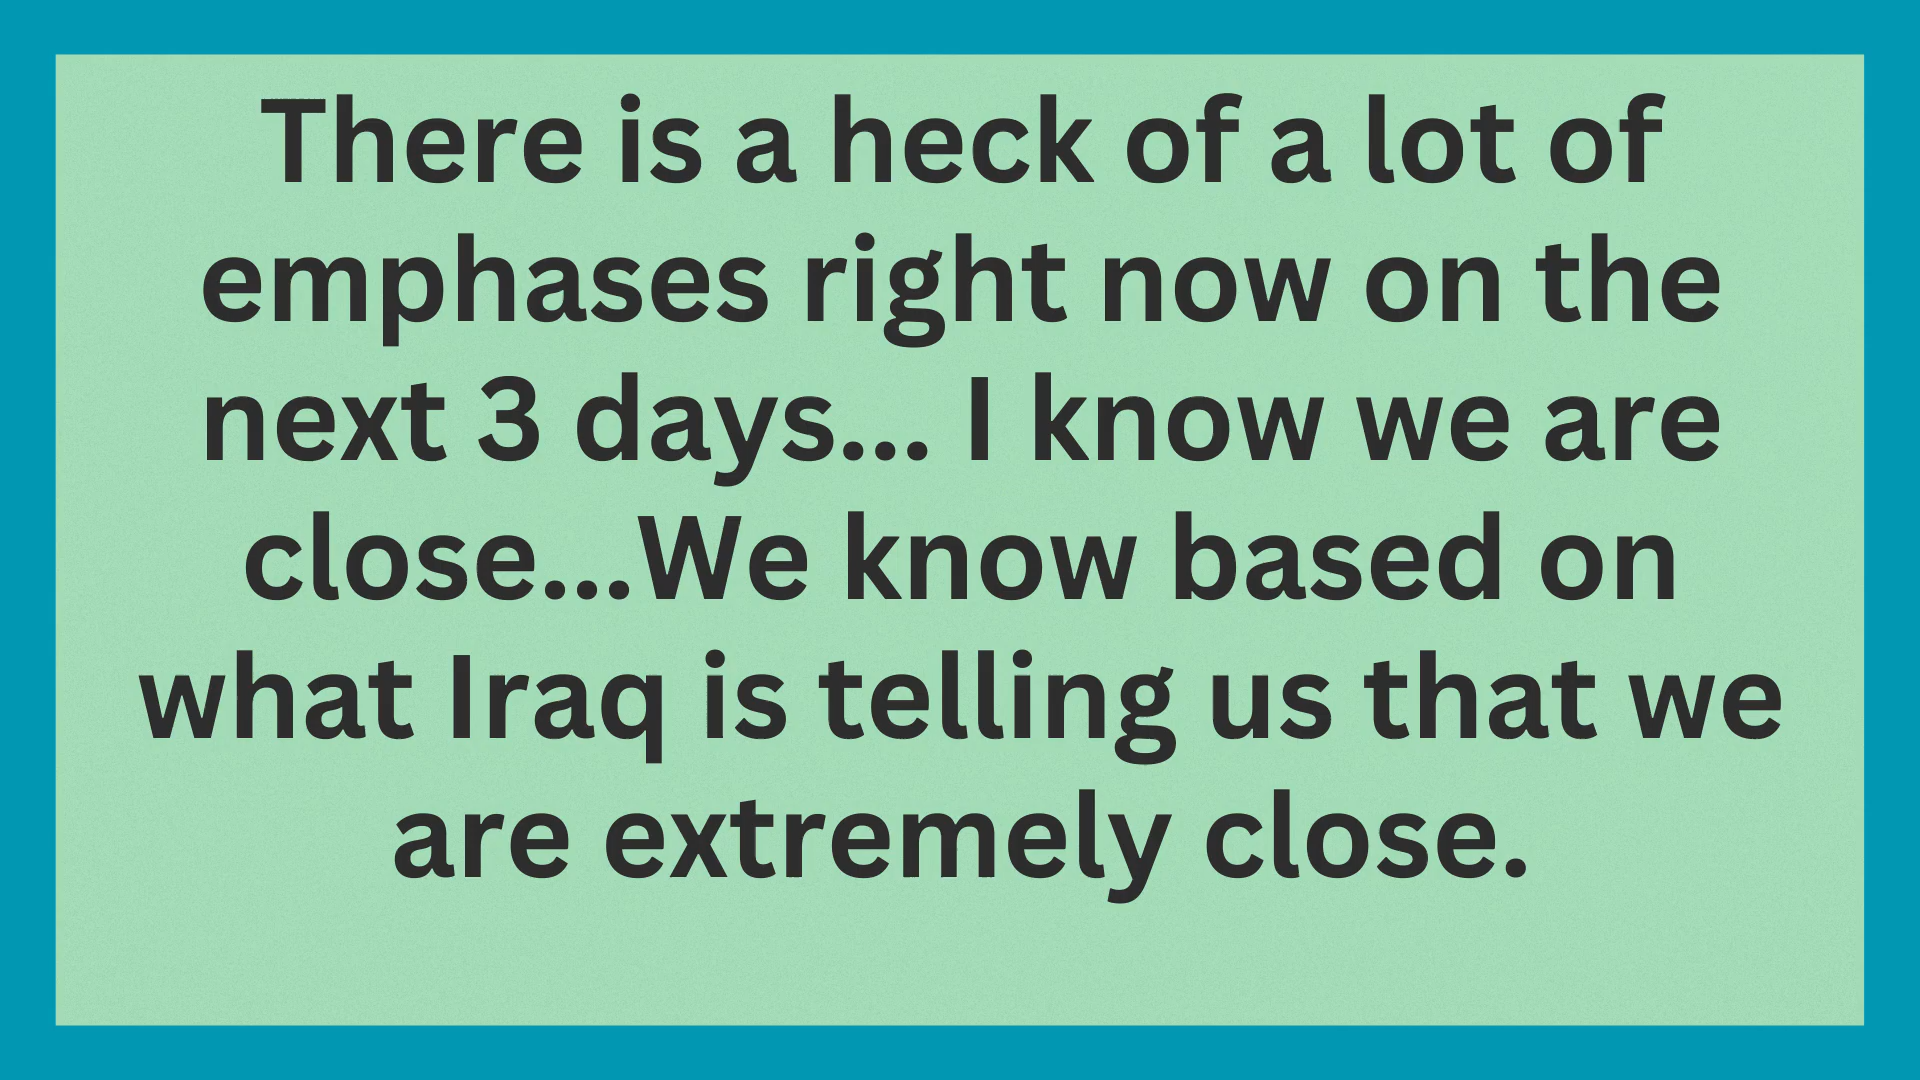 There is a heck of a lot of
emphases right now on the
next 3 days... I know we are
close...We know based on
what Iraq is telling us that we
are extremely close.